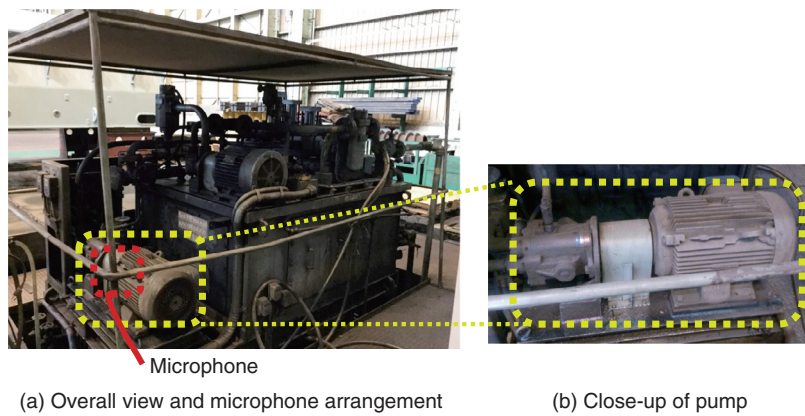 Microphone
(a) Overall view and microphone arrangement
(b) Close-up of pump